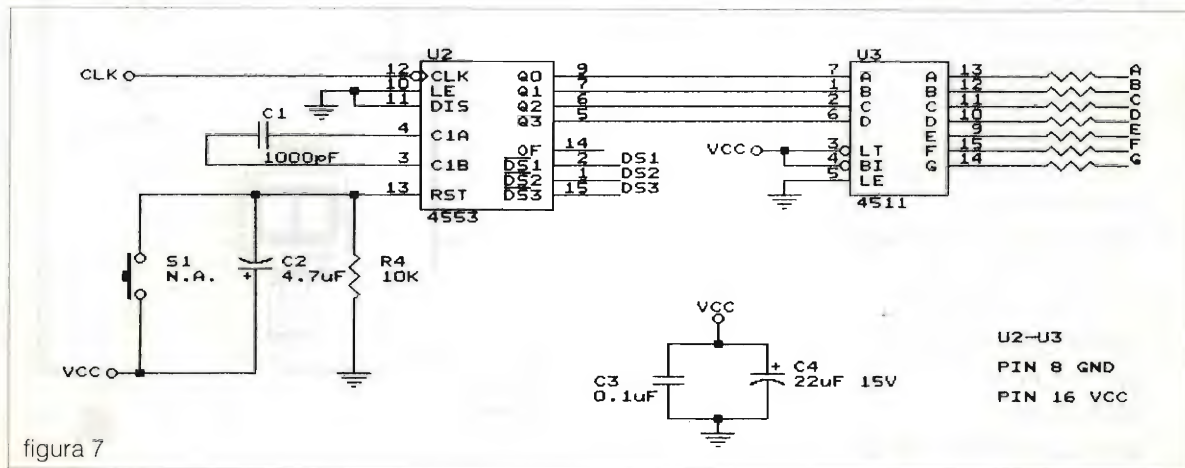 U2
CLK
12 CLK Q0 9
10 LE Q1 7
11 DIS Q2 6
Q3 5
C1
1000pF
4 C1A
OF 14
3 C1B DS1 2 DS1
DS2 1 DS2
13 RST DS3 15 DS3
4553
U3
7 A A 13 A
1 B B 12 B
2 C C 11 C
6 D D 10 D
E 9 E
VCC 3 LT F 15 F
4 BI G 14 G
5 LE
4511
S1
N.A.
C2
4.7uF
R4
10K
VCC
VCC
C3
0.1uF
C4
22uF 15V
U2-U3
PIN 8 GND
PIN 16 VCC
figura 7